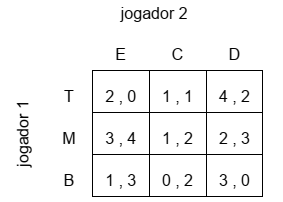 jogador 2
E C D
jogador 1
T 2 , 0 1 , 1 4 , 2
M 3 , 4 1 , 2 2 , 3
B 1 , 3 0 , 2 3 , 0